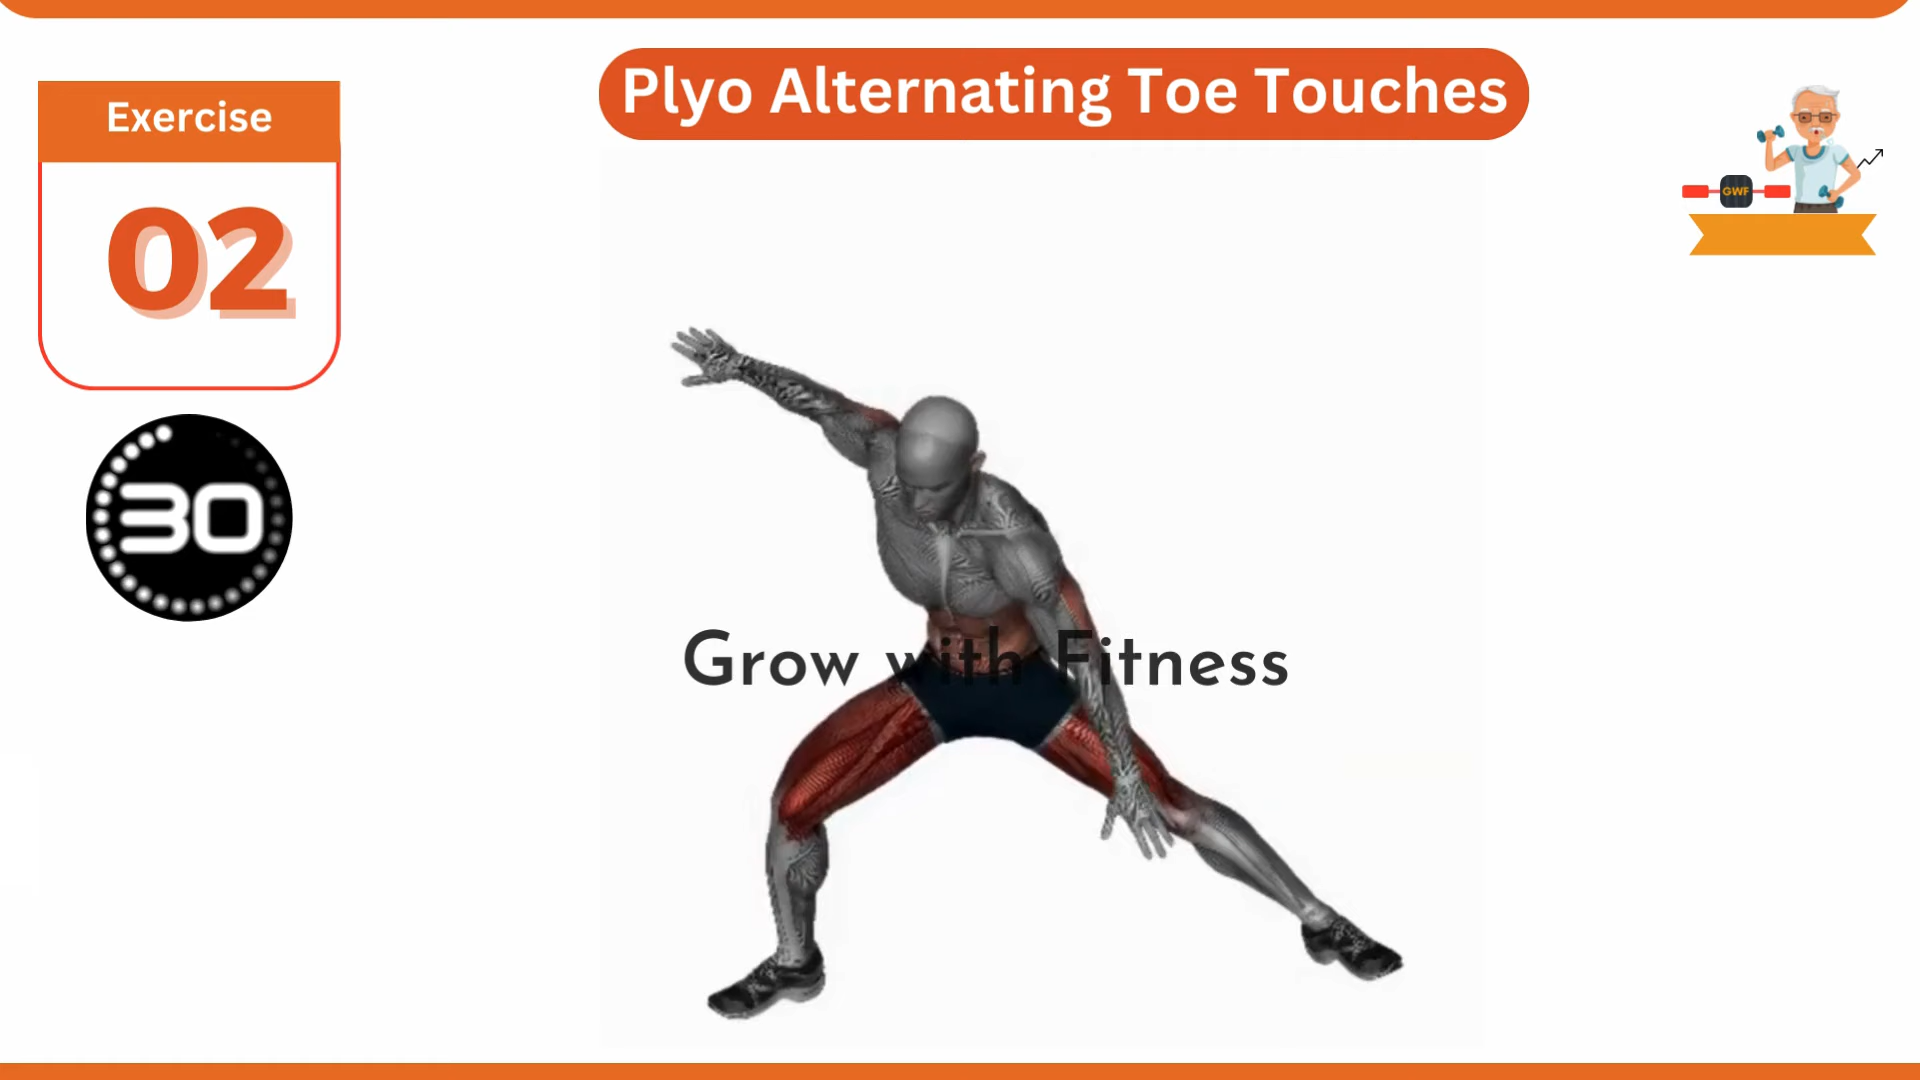 Plyo Alternating Toe Touches
Exercise
02
GWF
30
Grow with Fitness